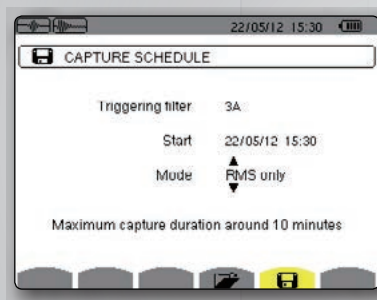 22/05/12 15:30
CAPTURE SCHEDULE
Triggering filter 3A
Start 22/05/12 15:30
Mode RMS only
Maximum capture duration around 10 minutes